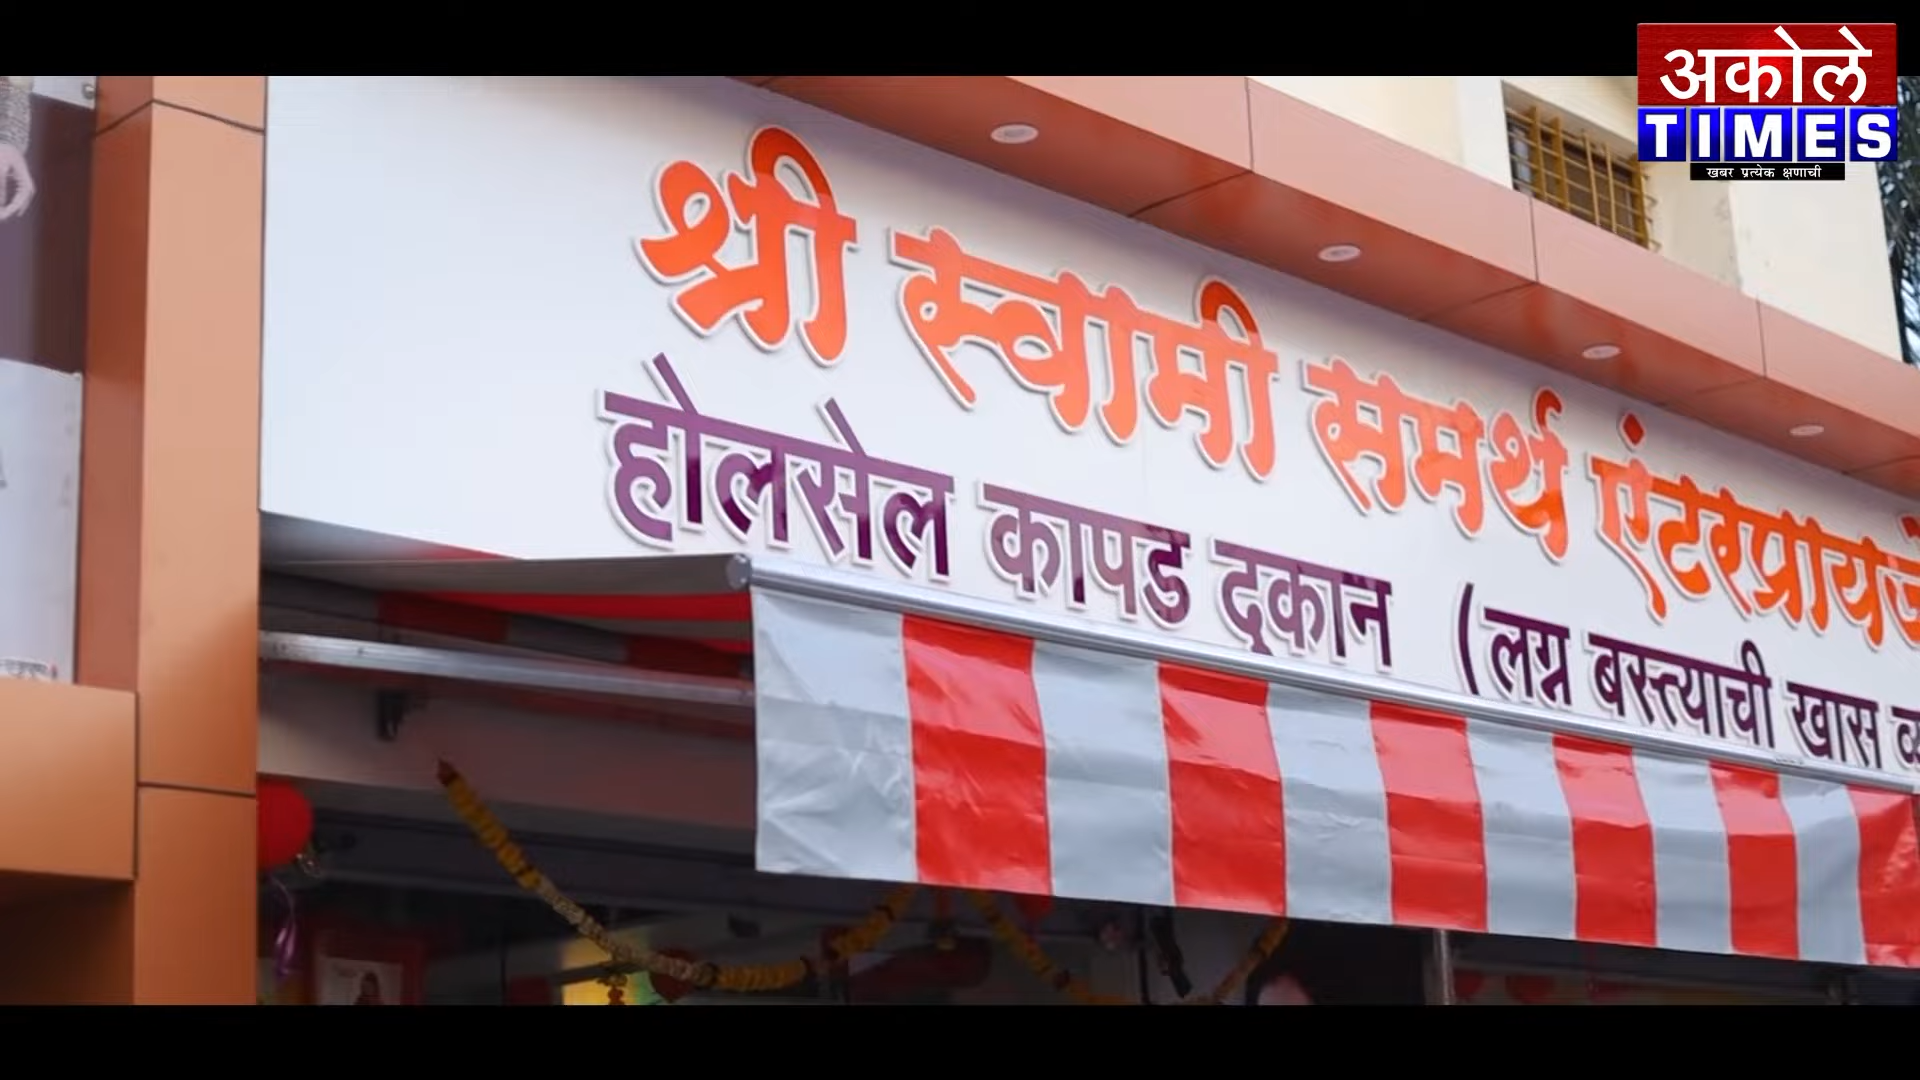 अकोले
TIMES
खबर प्रत्येक क्षणाची
श्री स्वामी समर्थ एंटरप्रायजे
होलसेल कापड दुकान (लग्न बस्त्याची खास